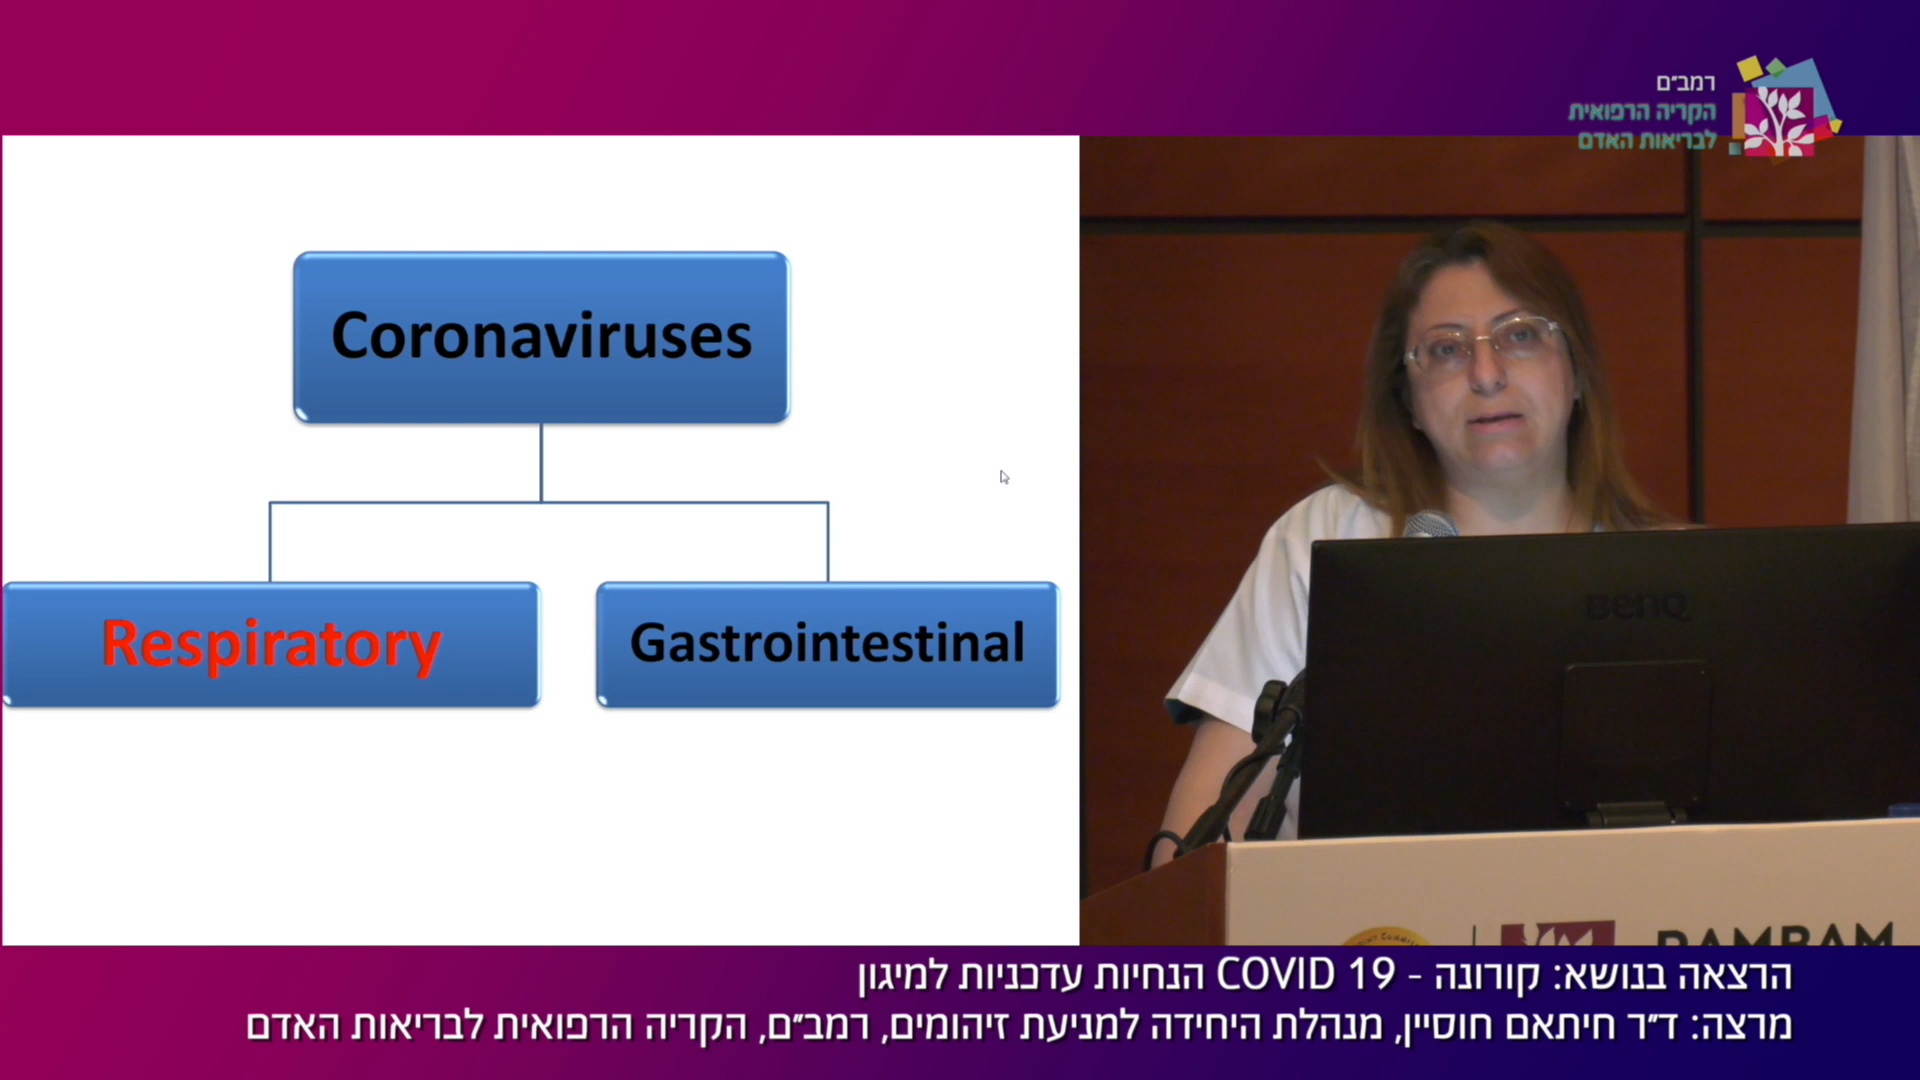 רמב״ם
הקריה הרפואית
לבריאות האדם
Coronaviruses
Respiratory
Gastrointestinal
BenQ
RAMBAM
הרצאה בנושא: קורונה - COVID 19 הנחיות עדכניות למיגון
מרצה: ד״ר חיתאם חוסיין, מנהלת היחידה למניעת זיהומים, רמב״ם, הקריה הרפואית לבריאות האדם